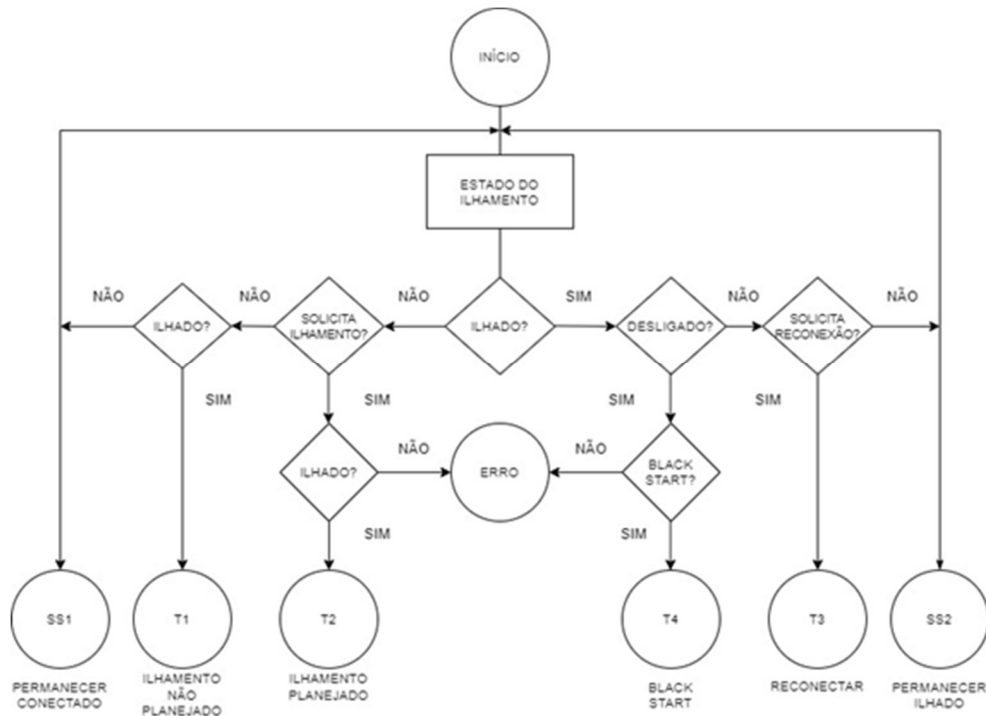 INÍCIO
ESTADO DO
ILHAMENTO
NÃO
NÃO
NÃO
SIM
NÃO
NÃO
ILHADO?
SOLICITA
ILHAMENTO?
ILHADO?
DESLIGADO?
SOLICITA
RECONEXÃO?
SIM
SIM
SIM
SIM
ILHADO?
NÃO
ERRO
NÃO
BLACK
START?
SIM
SIM
SS1
T1
T2
T4
T3
SS2
PERMANECER
CONECTADO
ILHAMENTO
NÃO
PLANEJADO
ILHAMENTO
PLANEJADO
BLACK
START
RECONECTAR
PERMANECER
ILHADO